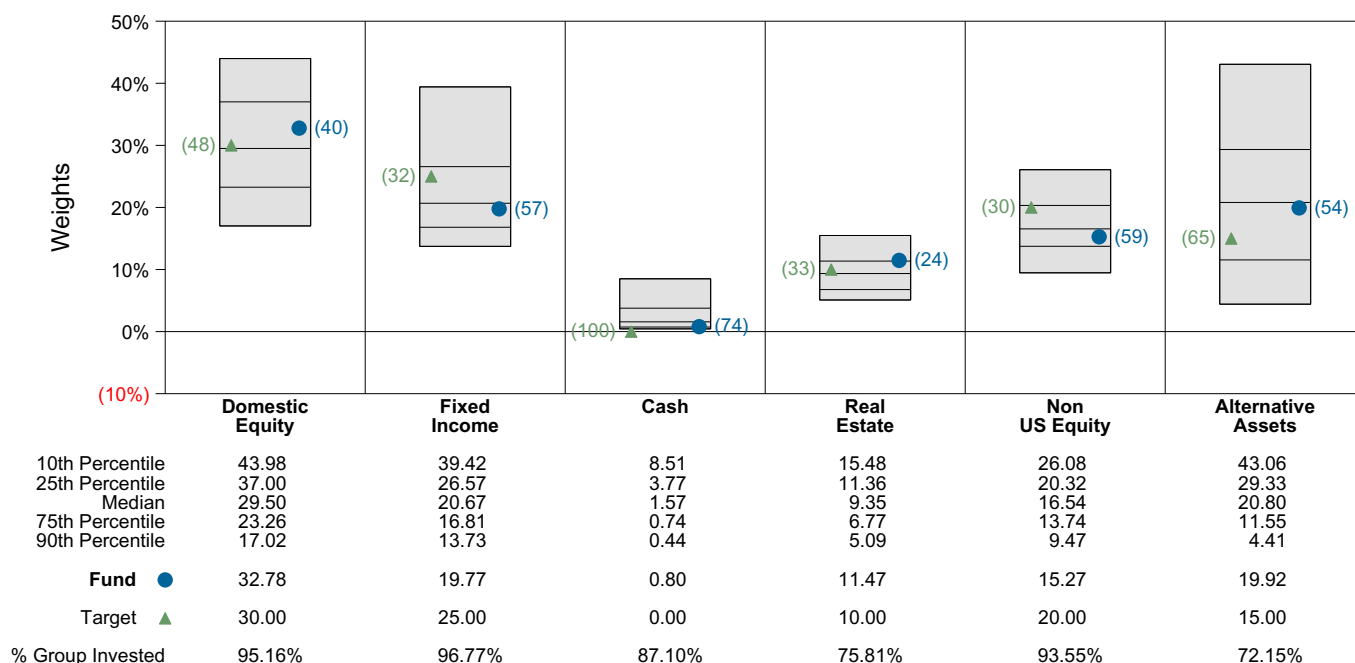 50%
40%
30%
20%
10%
0%
(10%)
Weights
(48) (40)
(32) (57)
(100) (74)
(33) (24)
(30) (59)
(65) (54)
Domestic Equity Fixed Income Cash Real Estate Non US Equity Alternative Assets
10th Percentile 43.98 39.42 8.51 15.48 26.08 43.06
25th Percentile 37.00 26.57 3.77 11.36 20.32 29.33
Median 29.50 20.67 1.57 9.35 16.54 20.80
75th Percentile 23.26 16.81 0.74 6.77 13.74 11.55
90th Percentile 17.02 13.73 0.44 5.09 9.47 4.41
Fund 32.78 19.77 0.80 11.47 15.27 19.92
Target 30.00 25.00 0.00 10.00 20.00 15.00
% Group Invested 95.16% 96.77% 87.10% 75.81% 93.55% 72.15%